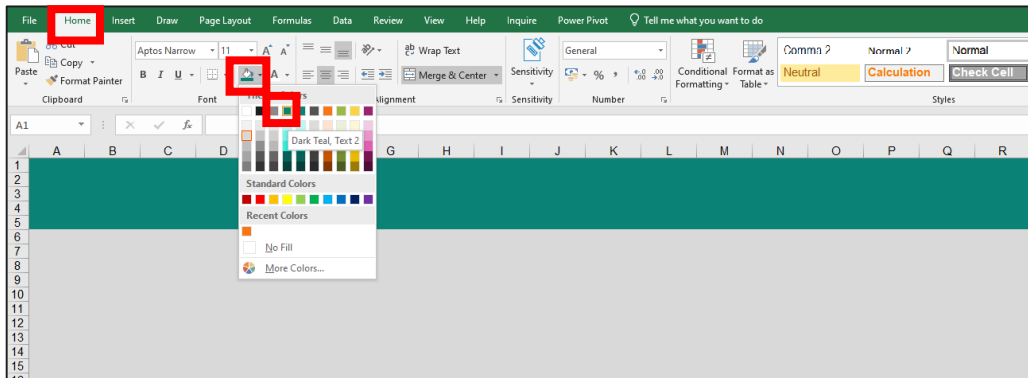 File Home Insert Draw Page Layout Formulas Data Review View Help Inquire Power Pivot Tell me what you want to do
Cut
Copy
Format Painter
Paste
Clipboard
Aptos Narrow 11 A A
B I U A
Font
ab Wrap Text
Merge & Center
Alignment
Sensitivity
Sensitivity
General
% , .00
Number
Conditional Formatting
Format as Table
Comma 2 Normal 2 Normal
Neutral Calculation Check Cell
Styles
A1 fx
Dark Teal, Text 2
Standard Colors
Recent Colors
No Fill
More Colors...
A B C D G H I J K L M N O P Q R
1
2
3
4
5
6
7
8
9
10
11
12
13
14
15